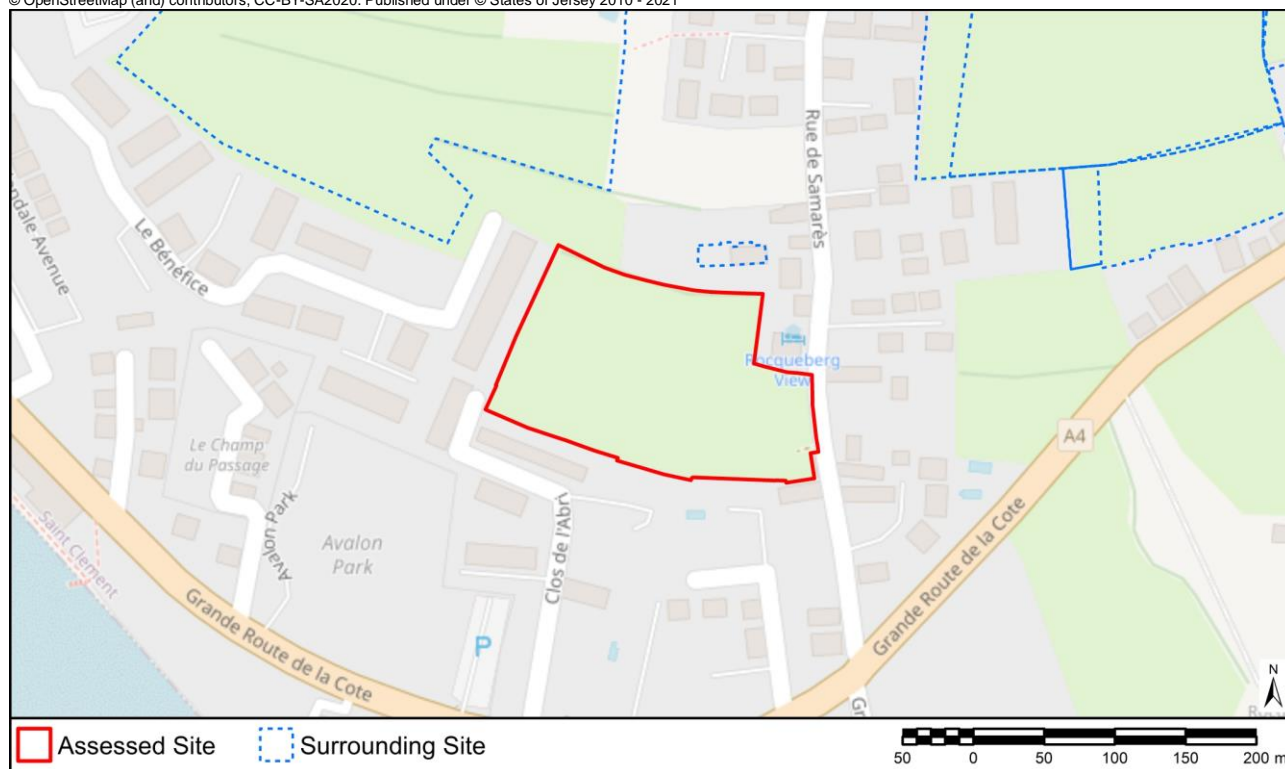 © OpenStreetMap (and) contributors, CC-BY-SA2020. Published under © States of Jersey 2010 - 2021
Rue de Samarès
Le Bénéfice
Rocqueberg
View
A4
Le Champ
du Passage
Avalon Park
Avalon
Park
Clos de l'Abri
Saint Clement
Grande Route de la Cote
Grande Route de la Cote
P
Gr
N
Assessed Site
Surrounding Site
50 0 50 100 150 200 m